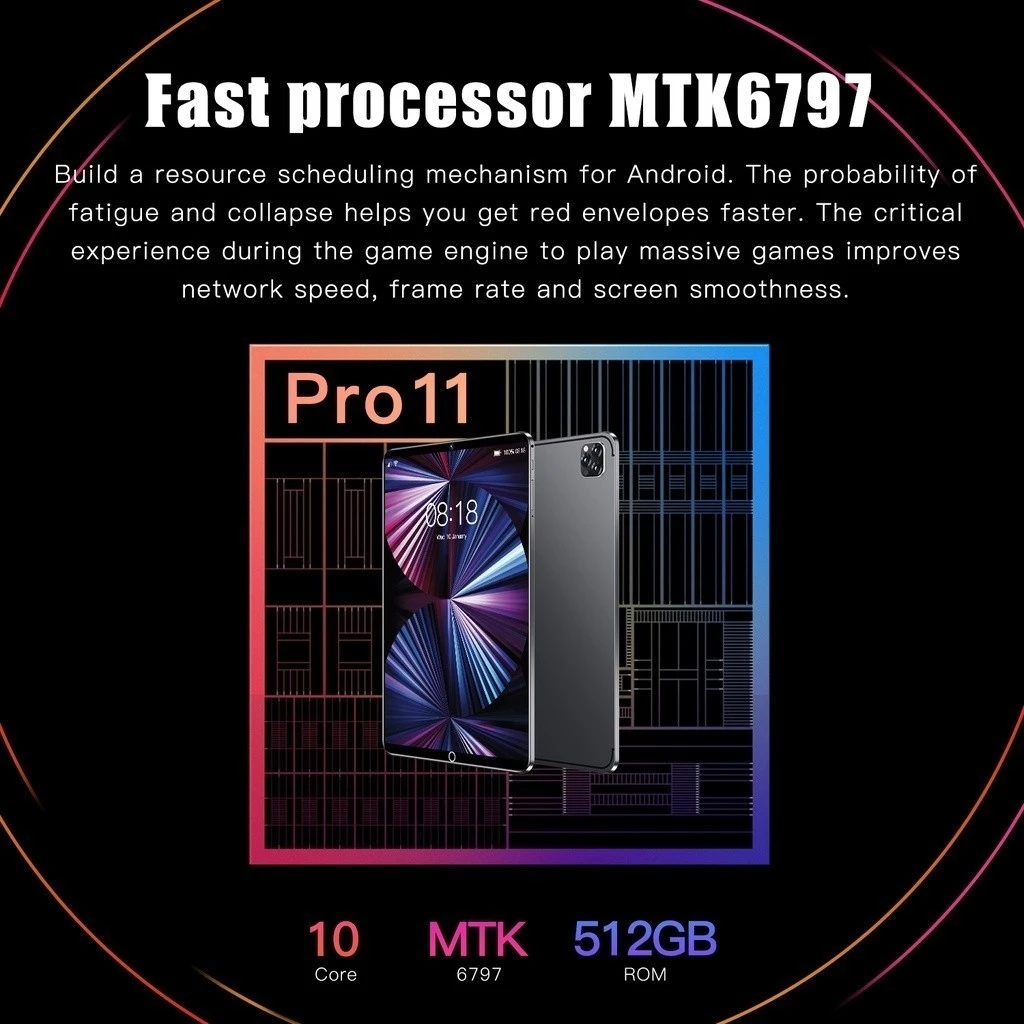 Fast processor MTK6797
Build a resource scheduling mechanism for Android. The probability of
fatigue and collapse helps you get red envelopes faster. The critical
experience during the game engine to play massive games improves
network speed, frame rate and screen smoothness.
Pro11
08:18
10 MTK 512GB
Core 6797 ROM